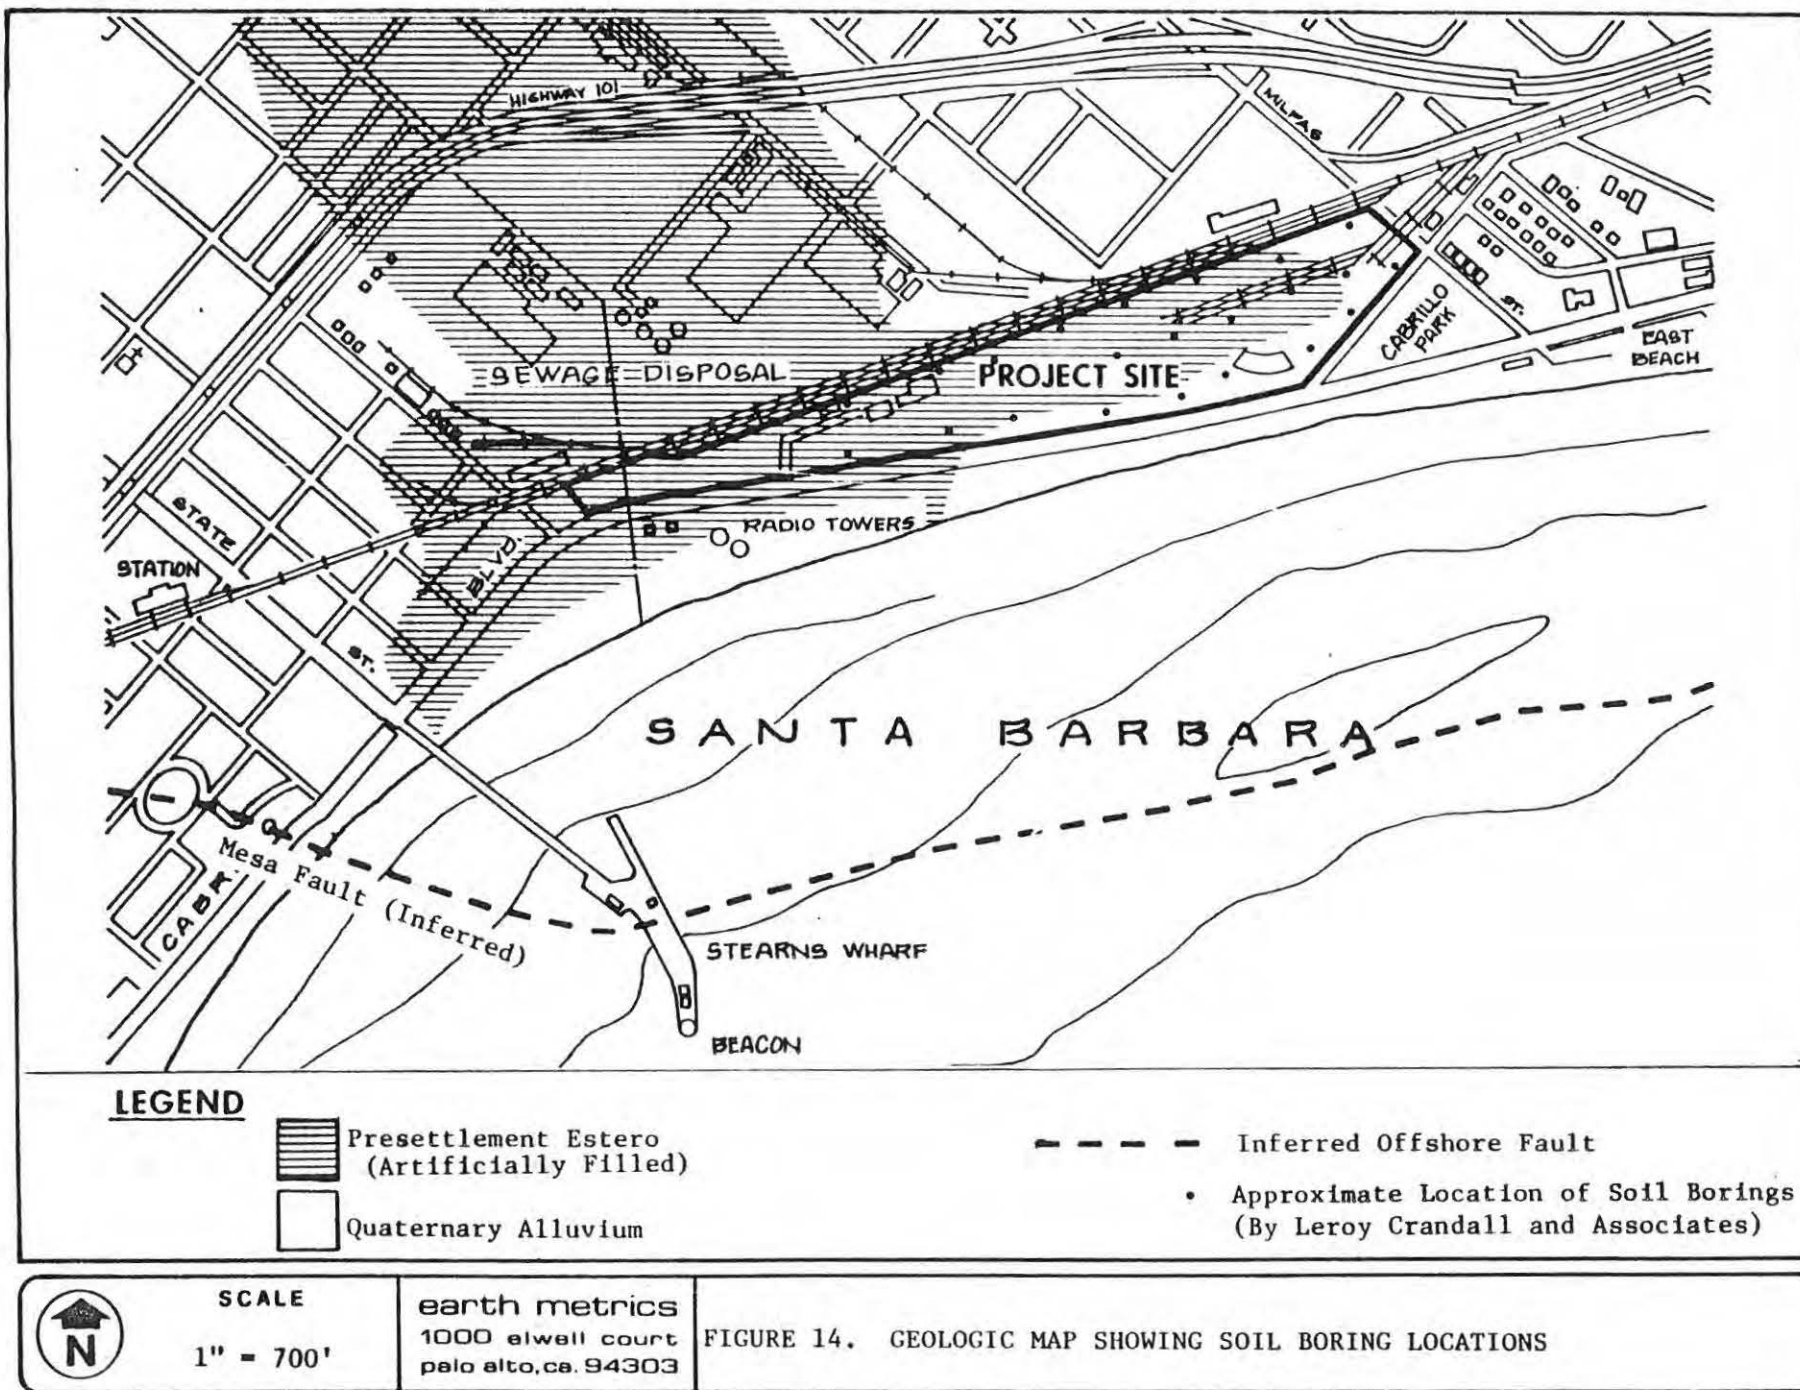 HIGHWAY 101
MILPAS
SEWAGE DISPOSAL
PROJECT SITE
CABRILLO
PARK
ST.
EAST
BEACH
STATE
ST.
STATION
BLVD.
RADIO TOWERS
SANTA BARBARA
Mesa Fault (Inferred)
CABR
STEARNS WHARF
BEACON
LEGEND
Presettlement Estero
(Artificially Filled)
Quaternary Alluvium
Inferred Offshore Fault
Approximate Location of Soil Borings
(By Leroy Crandall and Associates)
N
SCALE
1" = 700'
earth metrics
1000 elwell court
palo alto, ca. 94303
FIGURE 14. GEOLOGIC MAP SHOWING SOIL BORING LOCATIONS